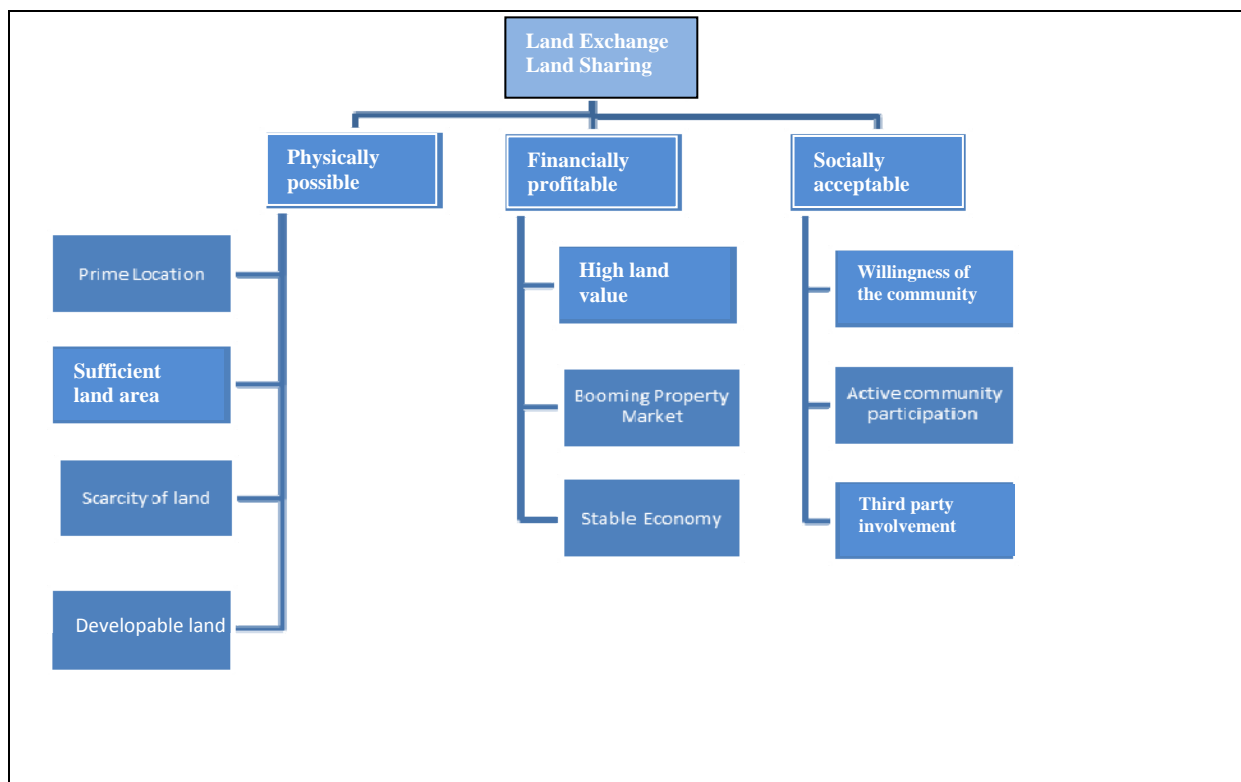 Land Exchange
Land Sharing
Physically
possible
Financially
profitable
Socially
acceptable
Prime Location
Sufficient
land area
Scarcity of land
Developable land
High land
value
Booming Property
Market
Stable Economy
Willingness of
the community
Active community
participation
Third party
involvement